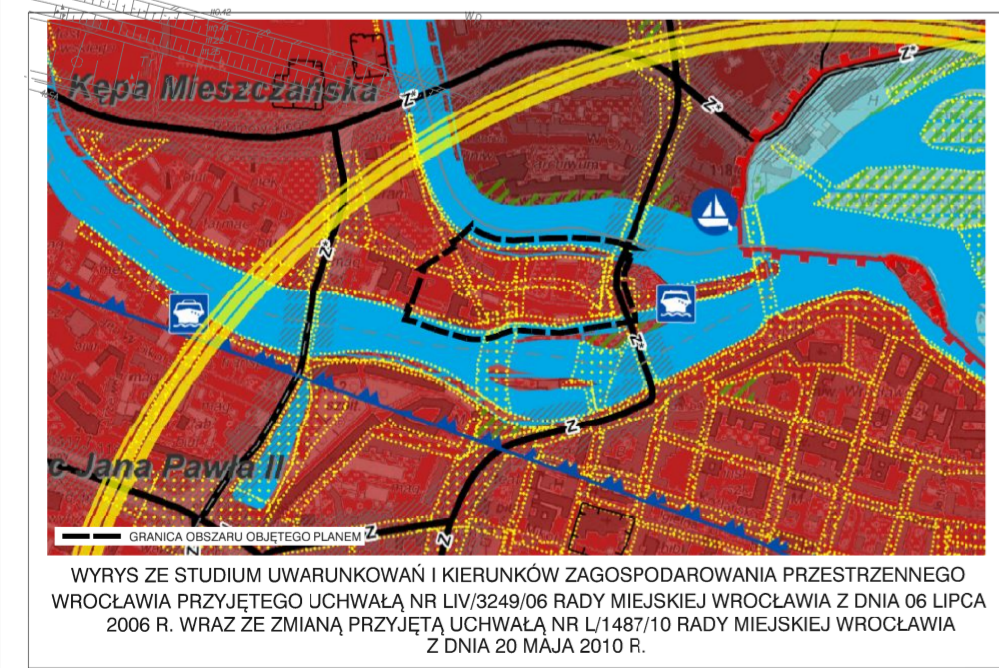 Kępa Mieszczańska
Z*
Z*
Z*
Z*
Z*
Z
c Jana Pawła II
Z
Z
Z
GRANICA OBSZARU OBJĘTEGO PLANEM
WYRYS ZE STUDIUM UWARUNKOWAŃ I KIERUNKÓW ZAGOSPODAROWANIA PRZESTRZENNEGO
WROCŁAWIA PRZYJĘTEGO UCHWAŁĄ NR LIV/3249/06 RADY MIEJSKIEJ WROCŁAWIA Z DNIA 06 LIPCA
2006 R. WRAZ ZE ZMIANĄ PRZYJĘTĄ UCHWAŁĄ NR L/1487/10 RADY MIEJSKIEJ WROCŁAWIA
Z DNIA 20 MAJA 2010 R.